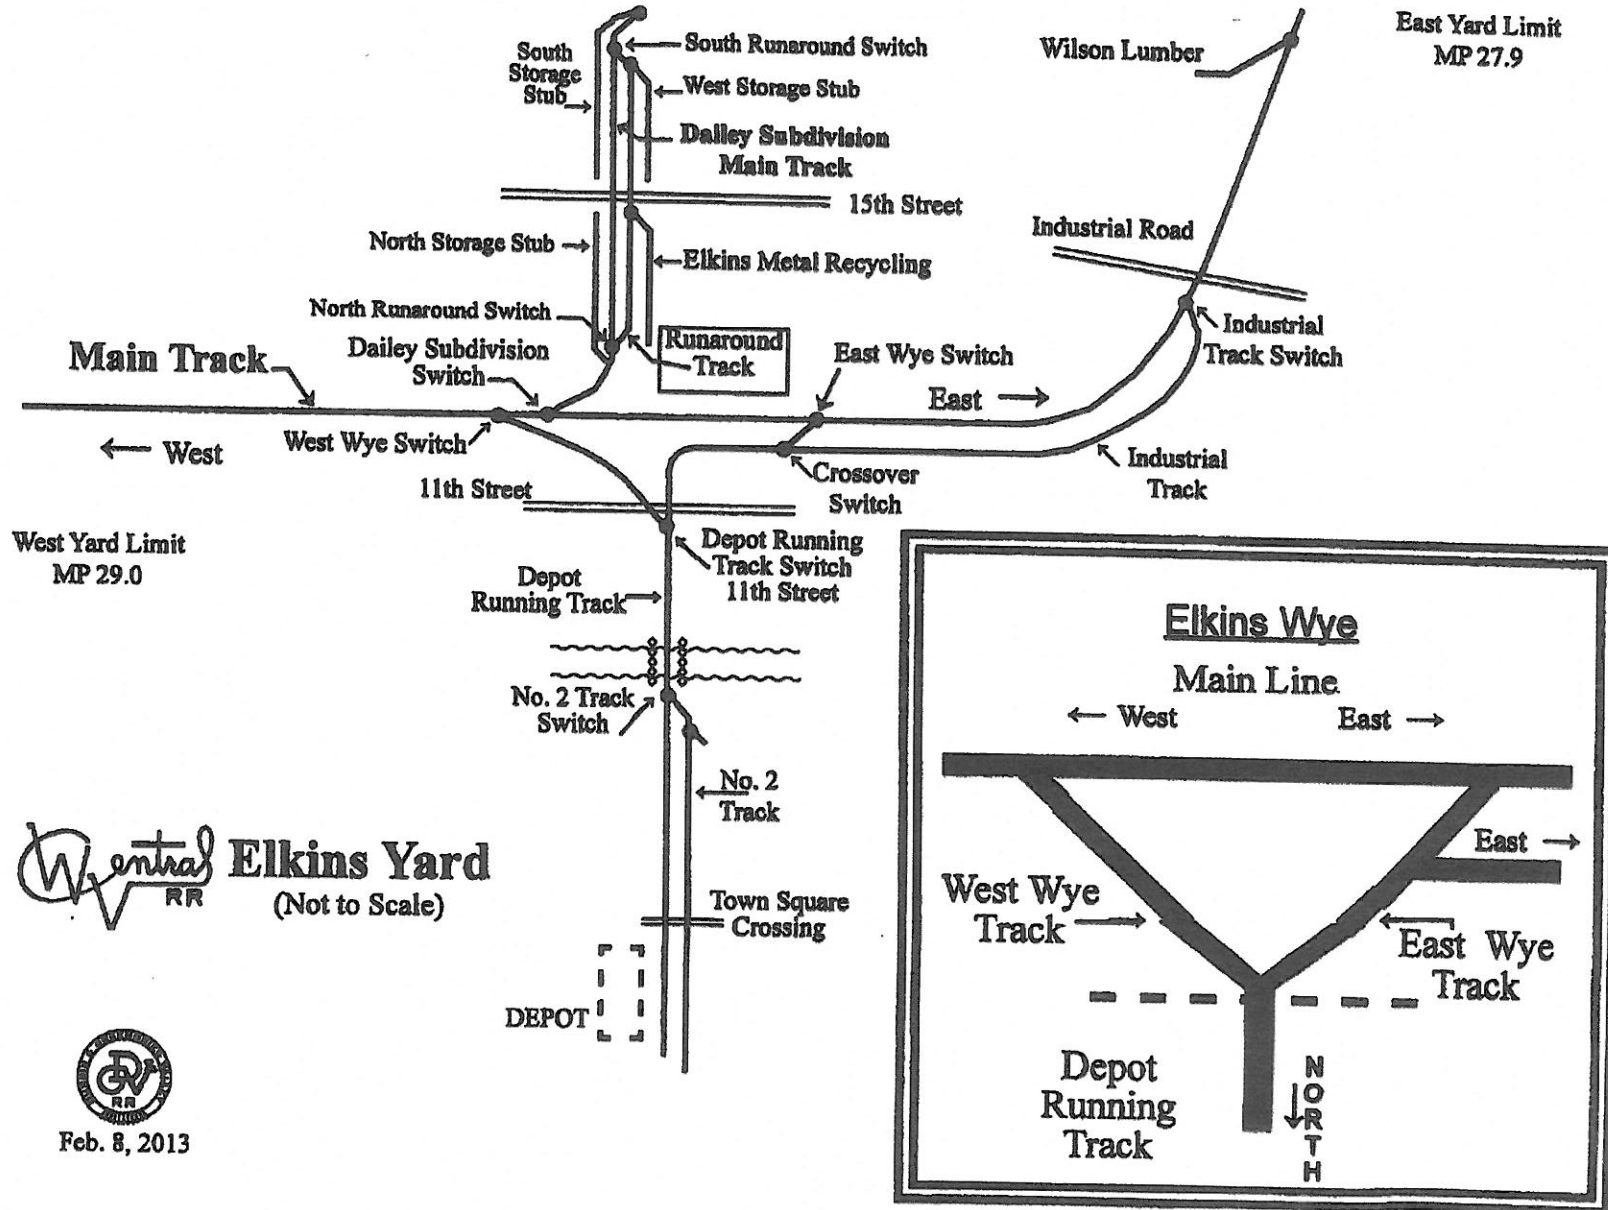 South
Storage
Stub
South Runaround Switch
West Storage Stub
Dailey Subdivision
Main Track
15th Street
North Storage Stub
Elkins Metal Recycling
North Runaround Switch
Runaround
Track
Main Track
Dailey Subdivision
Switch
East Wye Switch
East
West
West Wye Switch
11th Street
Crossover
Switch
Industrial
Track
Wilson Lumber
East Yard Limit
MP 27.9
Industrial Road
Industrial
Track Switch
West Yard Limit
MP 29.0
Depot Running
Track Switch
11th Street
Depot
Running Track
No. 2 Track
Switch
No. 2
Track
WVentral
RR
Elkins Yard
(Not to Scale)
Town Square
Crossing
DEPOT
RR
Feb. 8, 2013
Elkins Wye
Main Line
West
East
East
West Wye
Track
East Wye
Track
Depot
Running
Track
NORTH